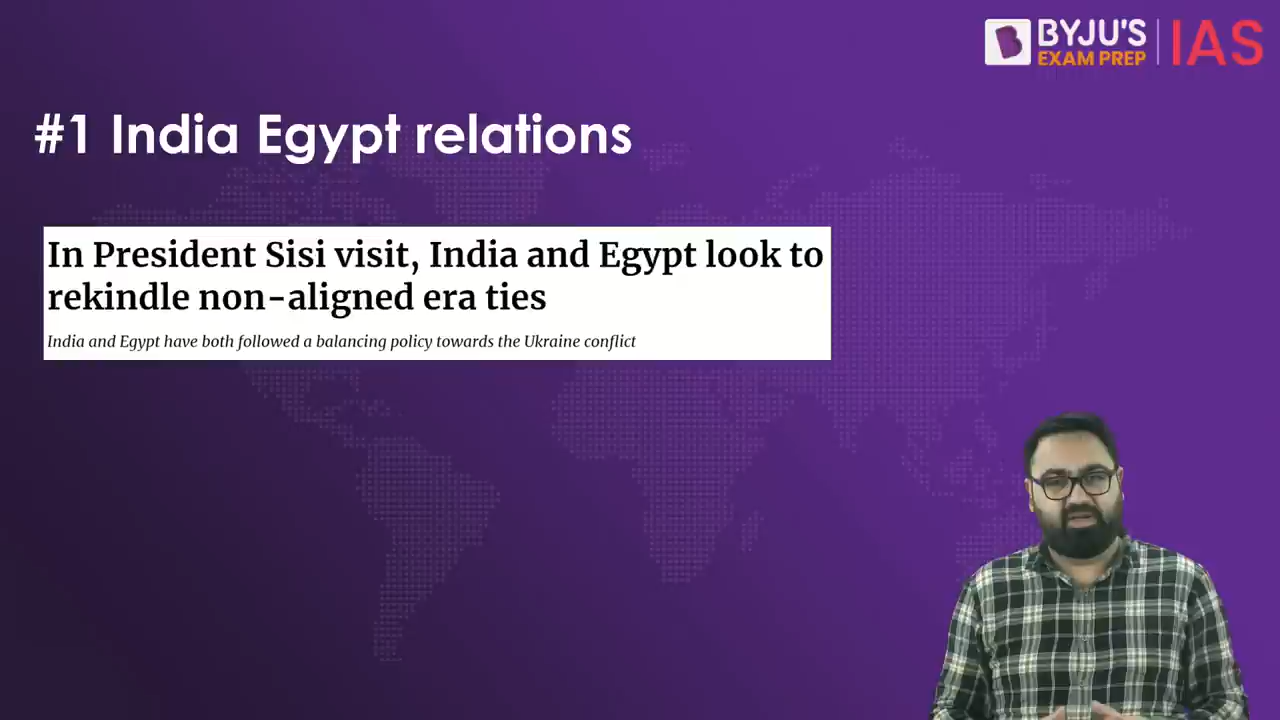 BYJU'S
EXAM PREP
IAS
#1 India Egypt relations
In President Sisi visit, India and Egypt look to
rekindle non-aligned era ties
India and Egypt have both followed a balancing policy towards the Ukraine conflict